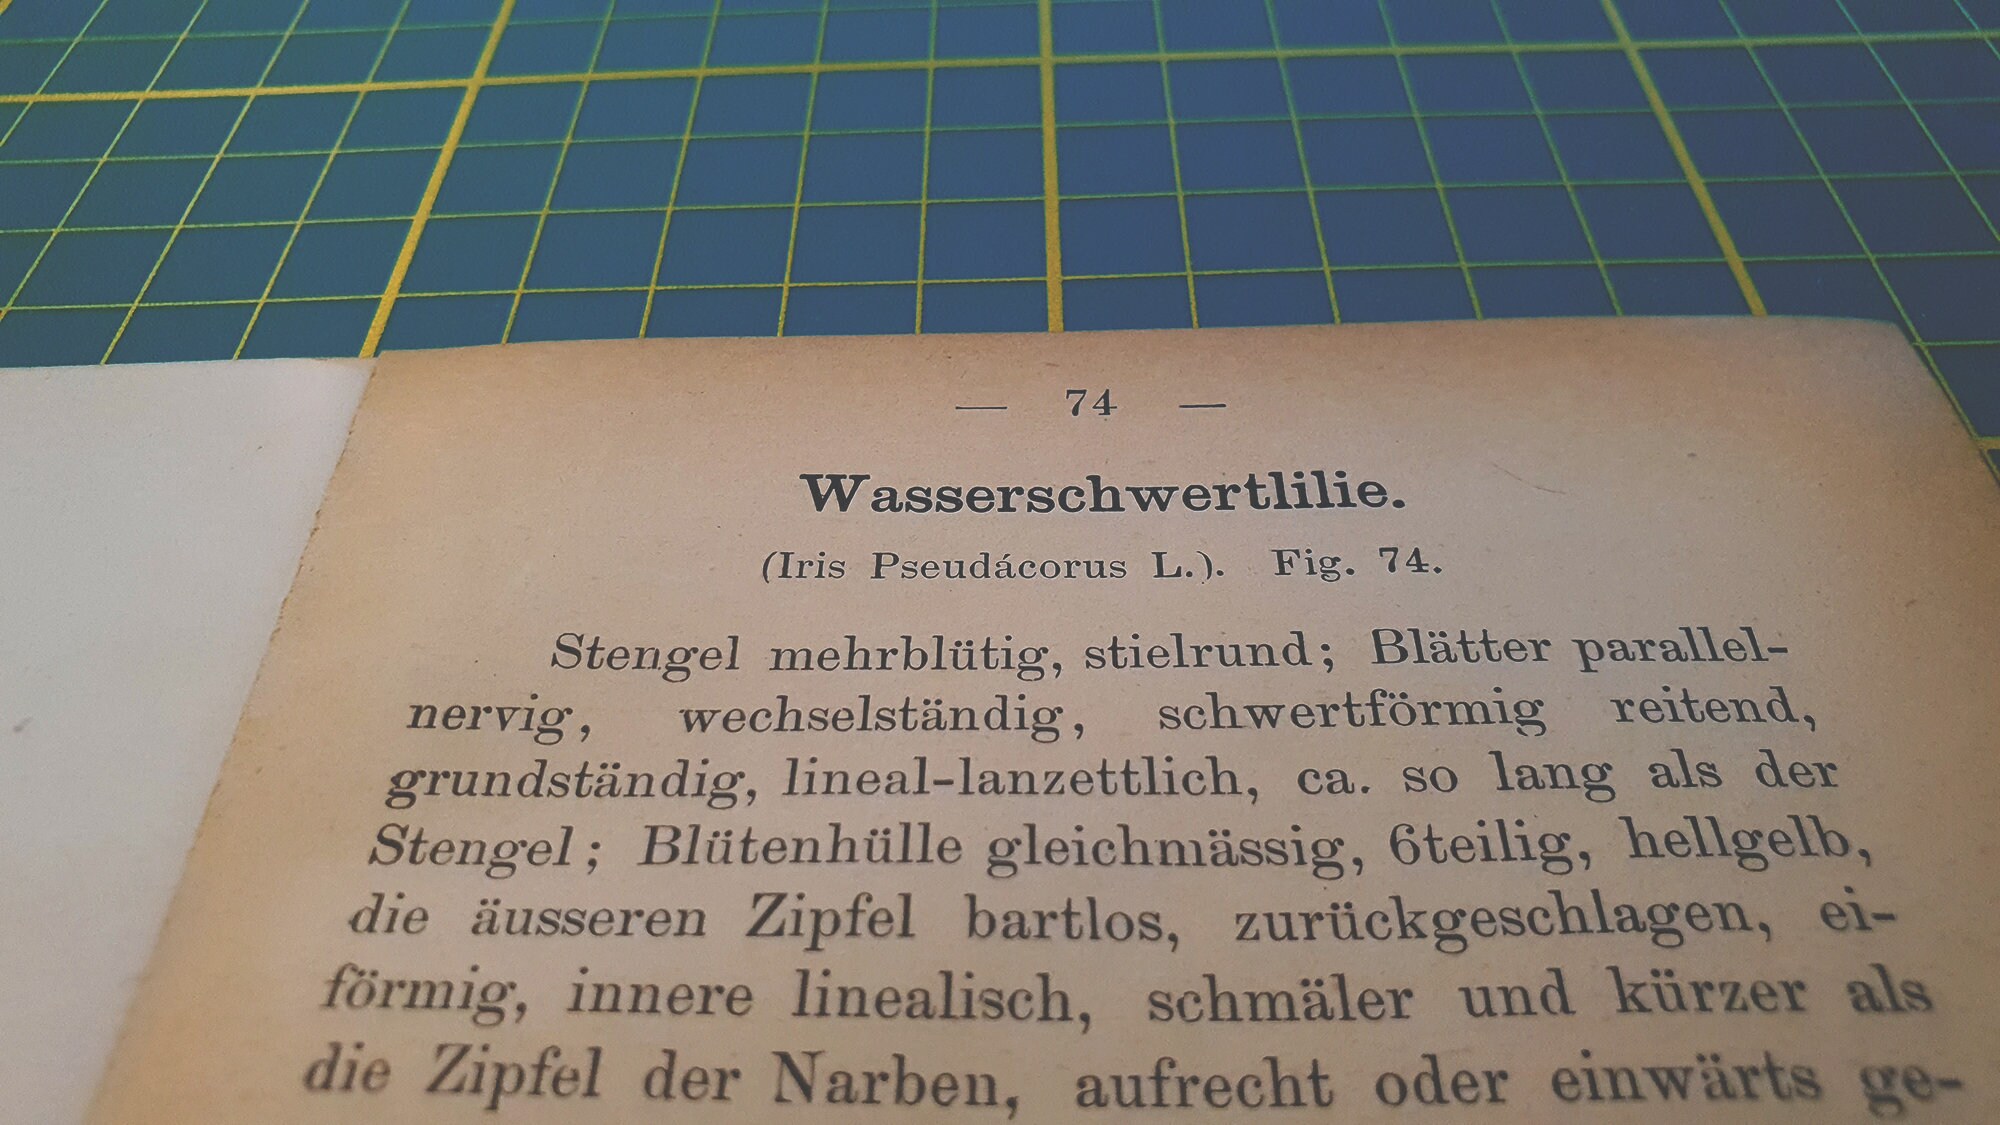 — 74 —
Wasserschwertlilie.
(Iris Pseudácorus L.). Fig. 74.
Stengel mehrblütig, stielrund; Blätter parallel-
nervig, wechselständig, schwertförmig reitend,
grundständig, lineal-lanzettlich, ca. so lang als der
Stengel; Blütenhülle gleichmässig, 6teilig, hellgelb,
die äusseren Zipfel bartlos, zurückgeschlagen, ei-
förmig, innere linealisch, schmäler und kürzer als
die Zipfel der Narben, aufrecht oder einwärts ge-